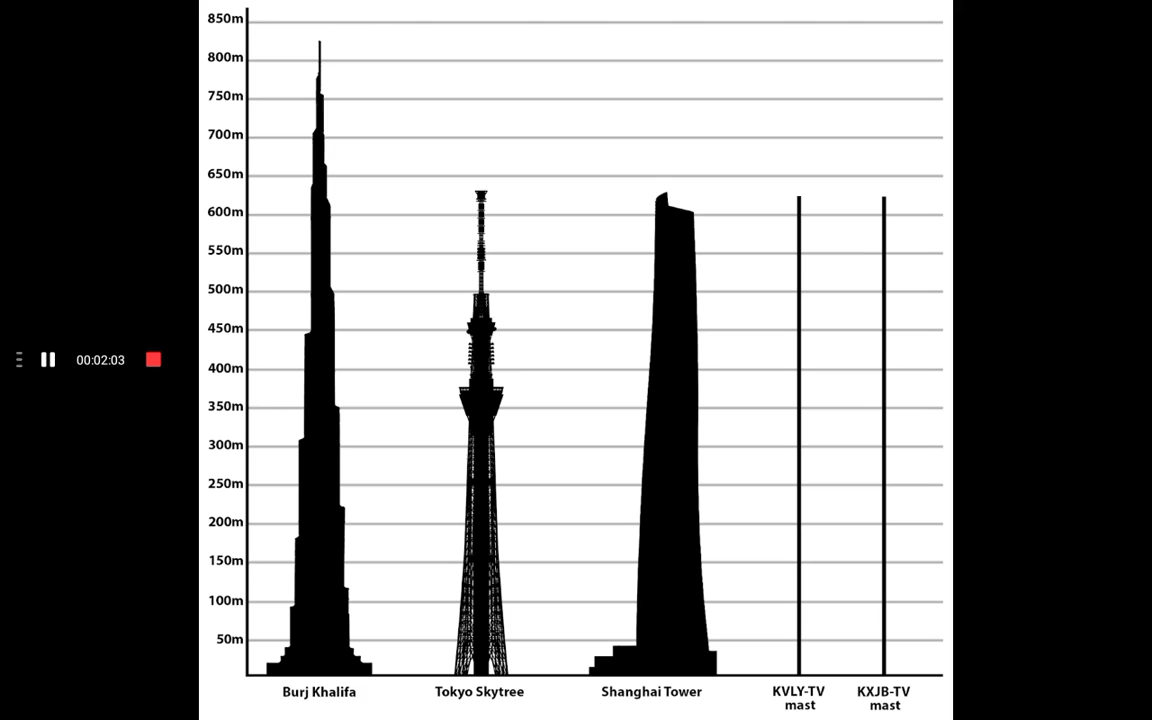 850m
800m
750m
700m
650m
600m
550m
500m
450m
400m
350m
300m
250m
200m
150m
100m
50m
00:02:03
Burj Khalifa
Tokyo Skytree
Shanghai Tower
KVLY-TV
mast
KXJB-TV
mast